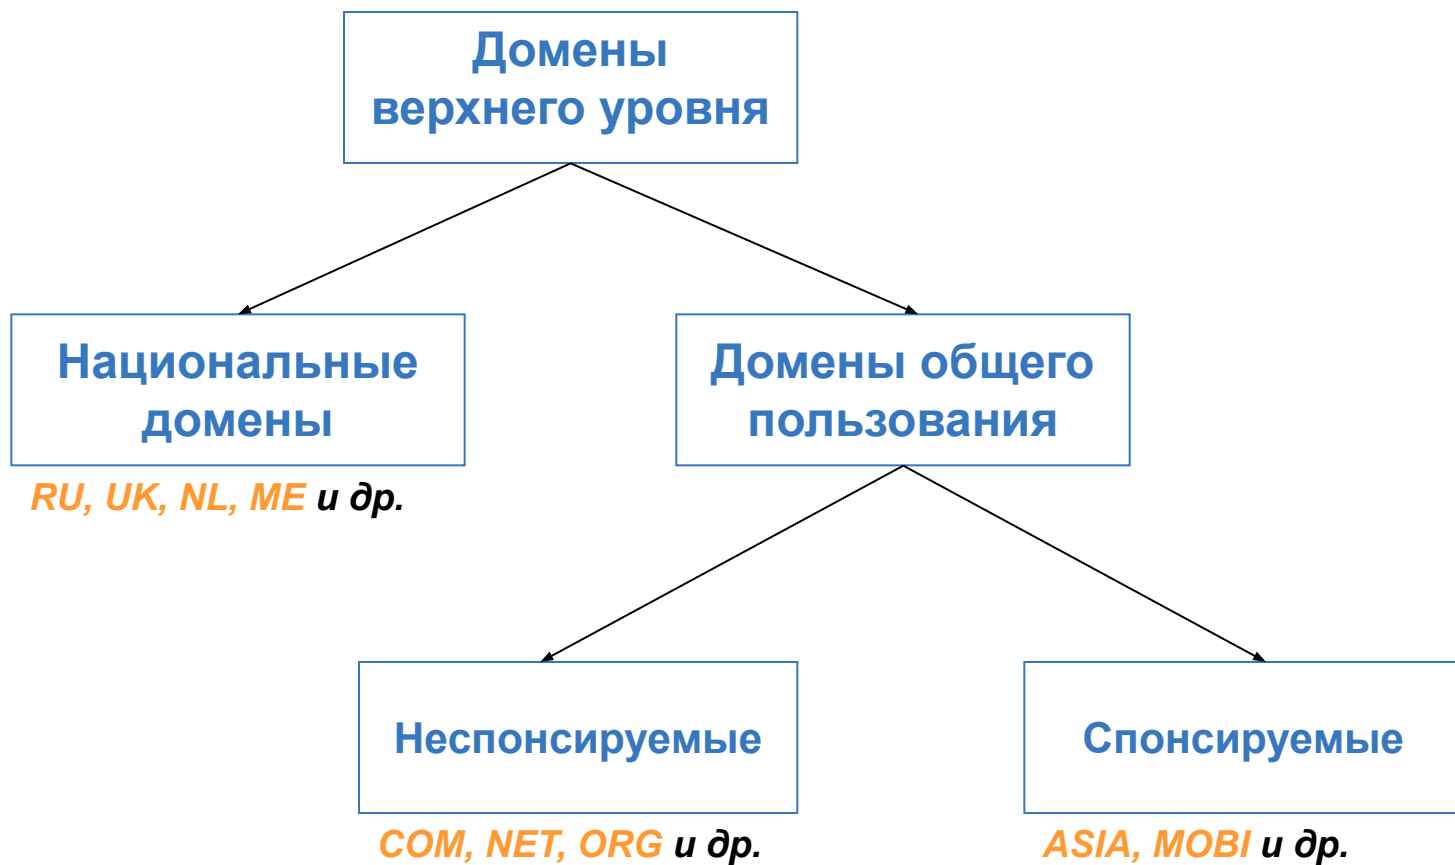 Домены
верхнего уровня
Национальные
домены
Домены общего
пользования
RU, UK, NL, ME и др.
Неспонсируемые
Спонсируемые
COM, NET, ORG и др.
ASIA, MOBI и др.